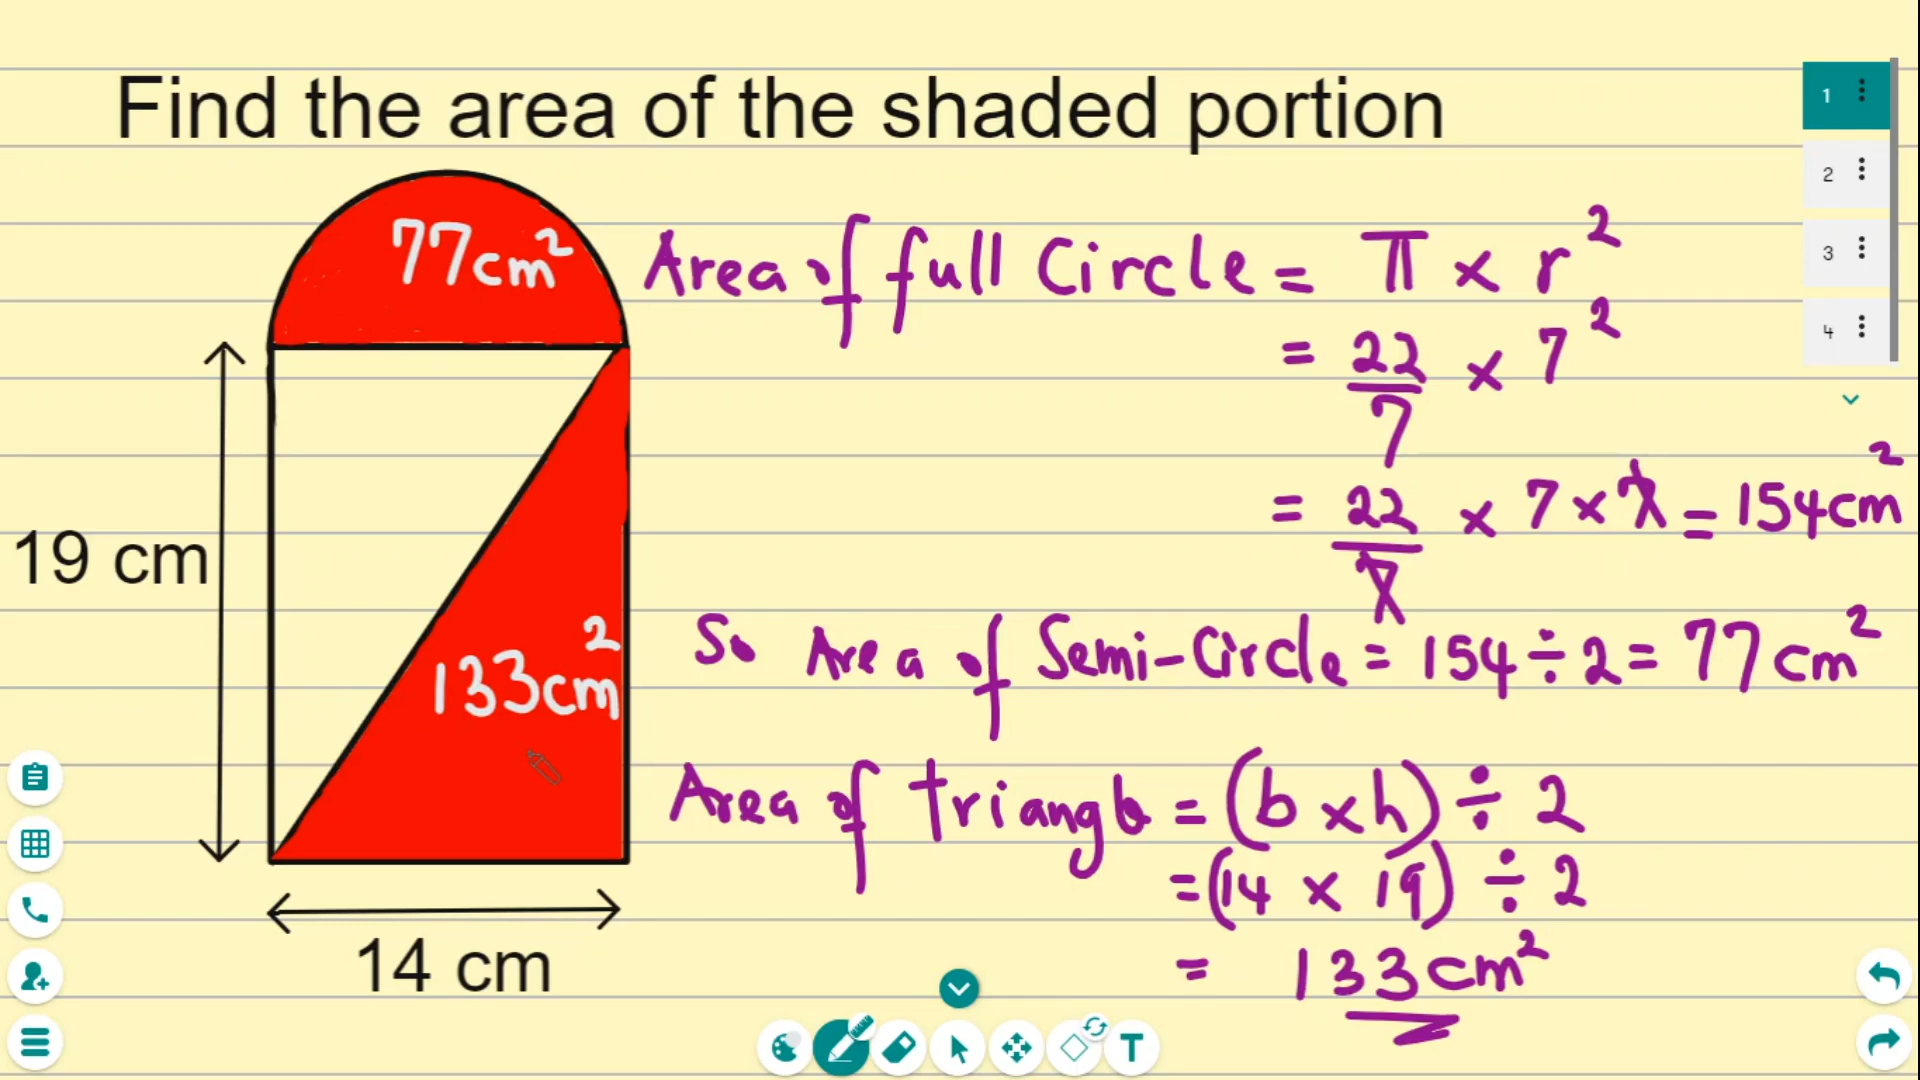 Find the area of the shaded portion
77cm²
19 cm
133cm²
14 cm
Area of full Circle = π × r²
= 22/7 × 7²
= 22/7 × 7 × 7 = 154cm²
So Area of Semi-Circle = 154 ÷ 2 = 77 cm²
Area of triangle = (b × h) ÷ 2
= (14 × 19) ÷ 2
= 133cm²
1
2
3
4
T